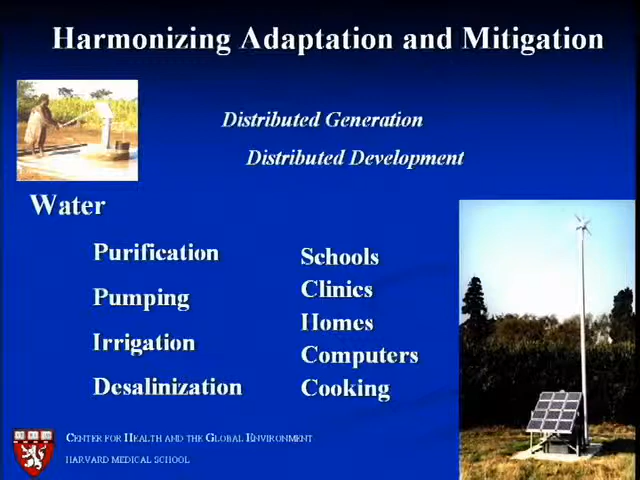 Harmonizing Adaptation and Mitigation
Distributed Generation
Distributed Development
Water
Purification
Pumping
Irrigation
Desalinization
Schools
Clinics
Homes
Computers
Cooking
CENTER FOR HEALTH AND THE GLOBAL ENVIRONMENT
HARVARD MEDICAL SCHOOL